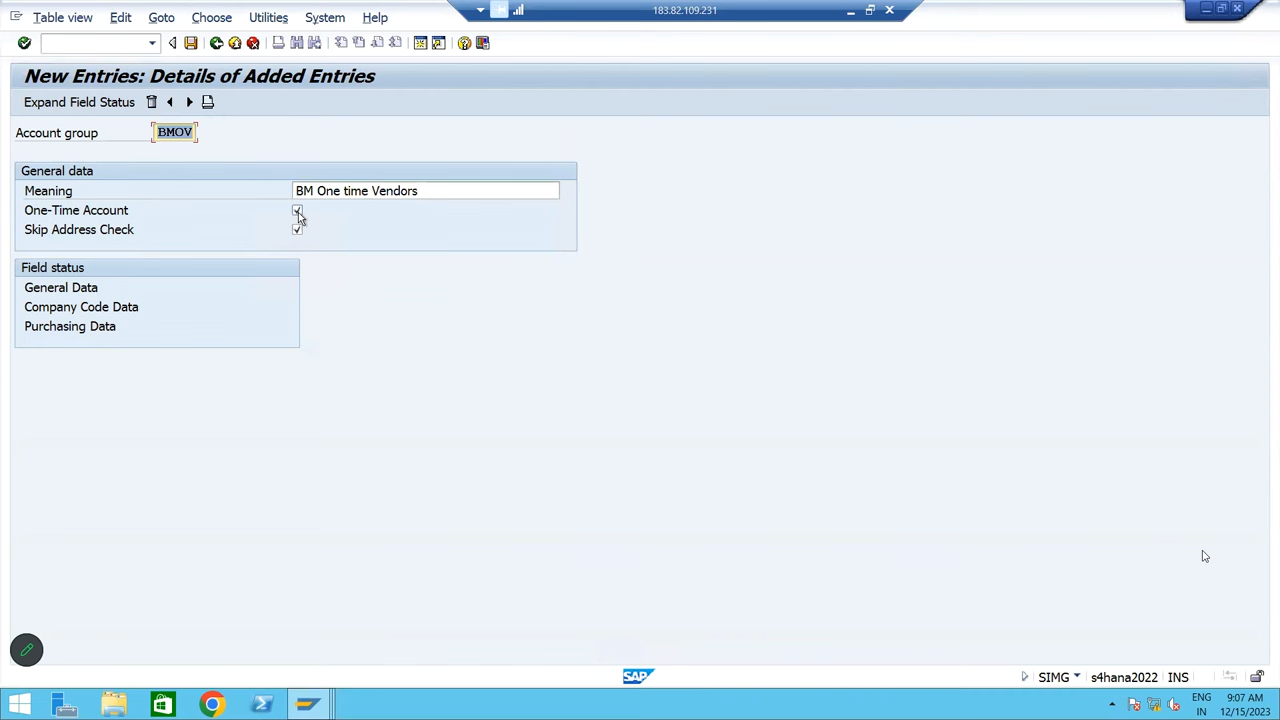 183.82.109.231
Table view Edit Goto Choose Utilities System Help
New Entries: Details of Added Entries
Expand Field Status
Account group BMOV
General data
Meaning BM One time Vendors
One-Time Account
Skip Address Check
Field status
General Data
Company Code Data
Purchasing Data
SAP SIMG s4hana2022 INS
ENG 9:07 AM
IN 12/15/2023